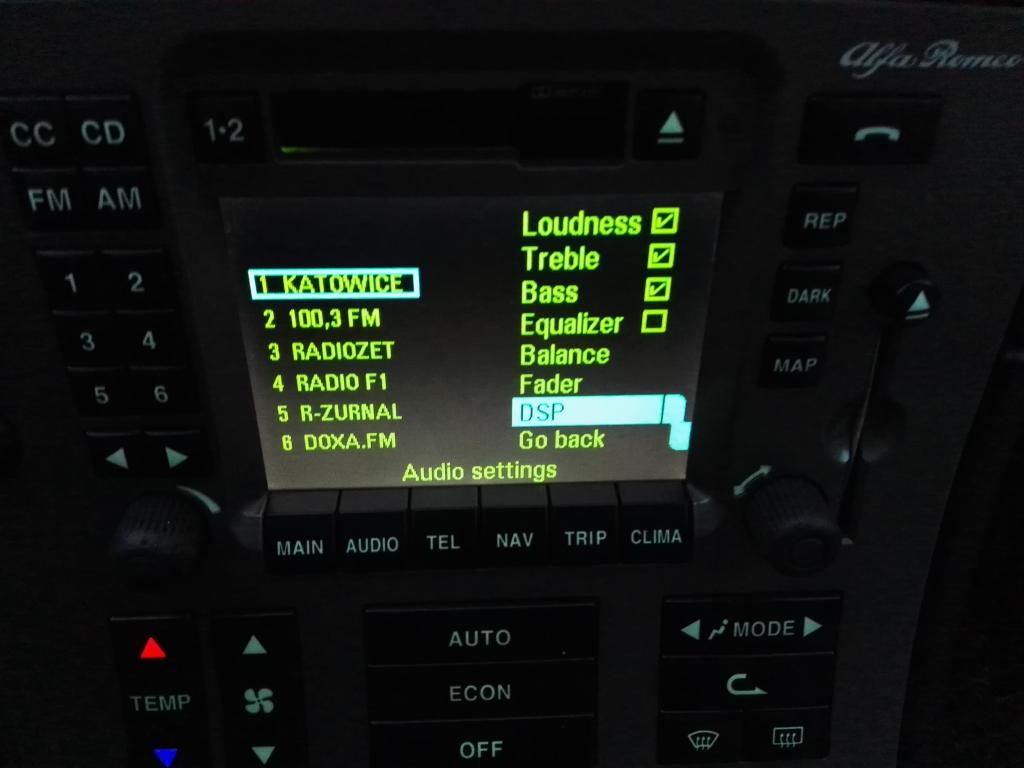 Alfa Romeo
CC CD
1•2
FM AM
REP
1 2
DARK
3 4
MAP
5 6
Loudness
Treble
1 KATOWICE
Bass
2 100,3 FM
Equalizer
3 RADIOZET
Balance
4 RADIO F1
Fader
5 R-ZURNAL
DSP
6 DOXA.FM
Go back
Audio settings
MAIN AUDIO TEL NAV TRIP CLIMA
AUTO
MODE
TEMP
ECON
OFF